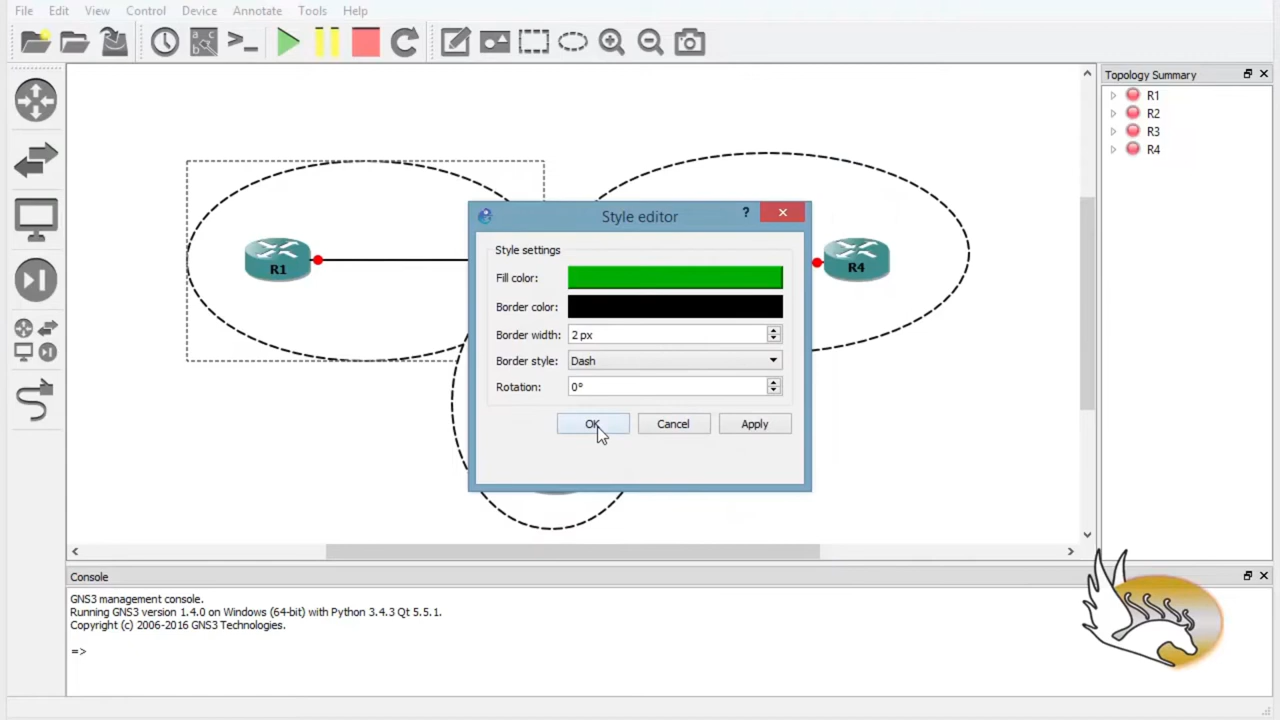 File Edit View Control Device Annotate Tools Help
Topology Summary
R1
R2
R3
R4
R1
R4
Style editor
?
Style settings
Fill color:
Border color:
Border width: 2 px
Border style: Dash
Rotation: 0°
OK Cancel Apply
Console
GNS3 management console.
Running GNS3 version 1.4.0 on Windows (64-bit) with Python 3.4.3 Qt 5.5.1.
Copyright (c) 2006-2016 GNS3 Technologies.
=>